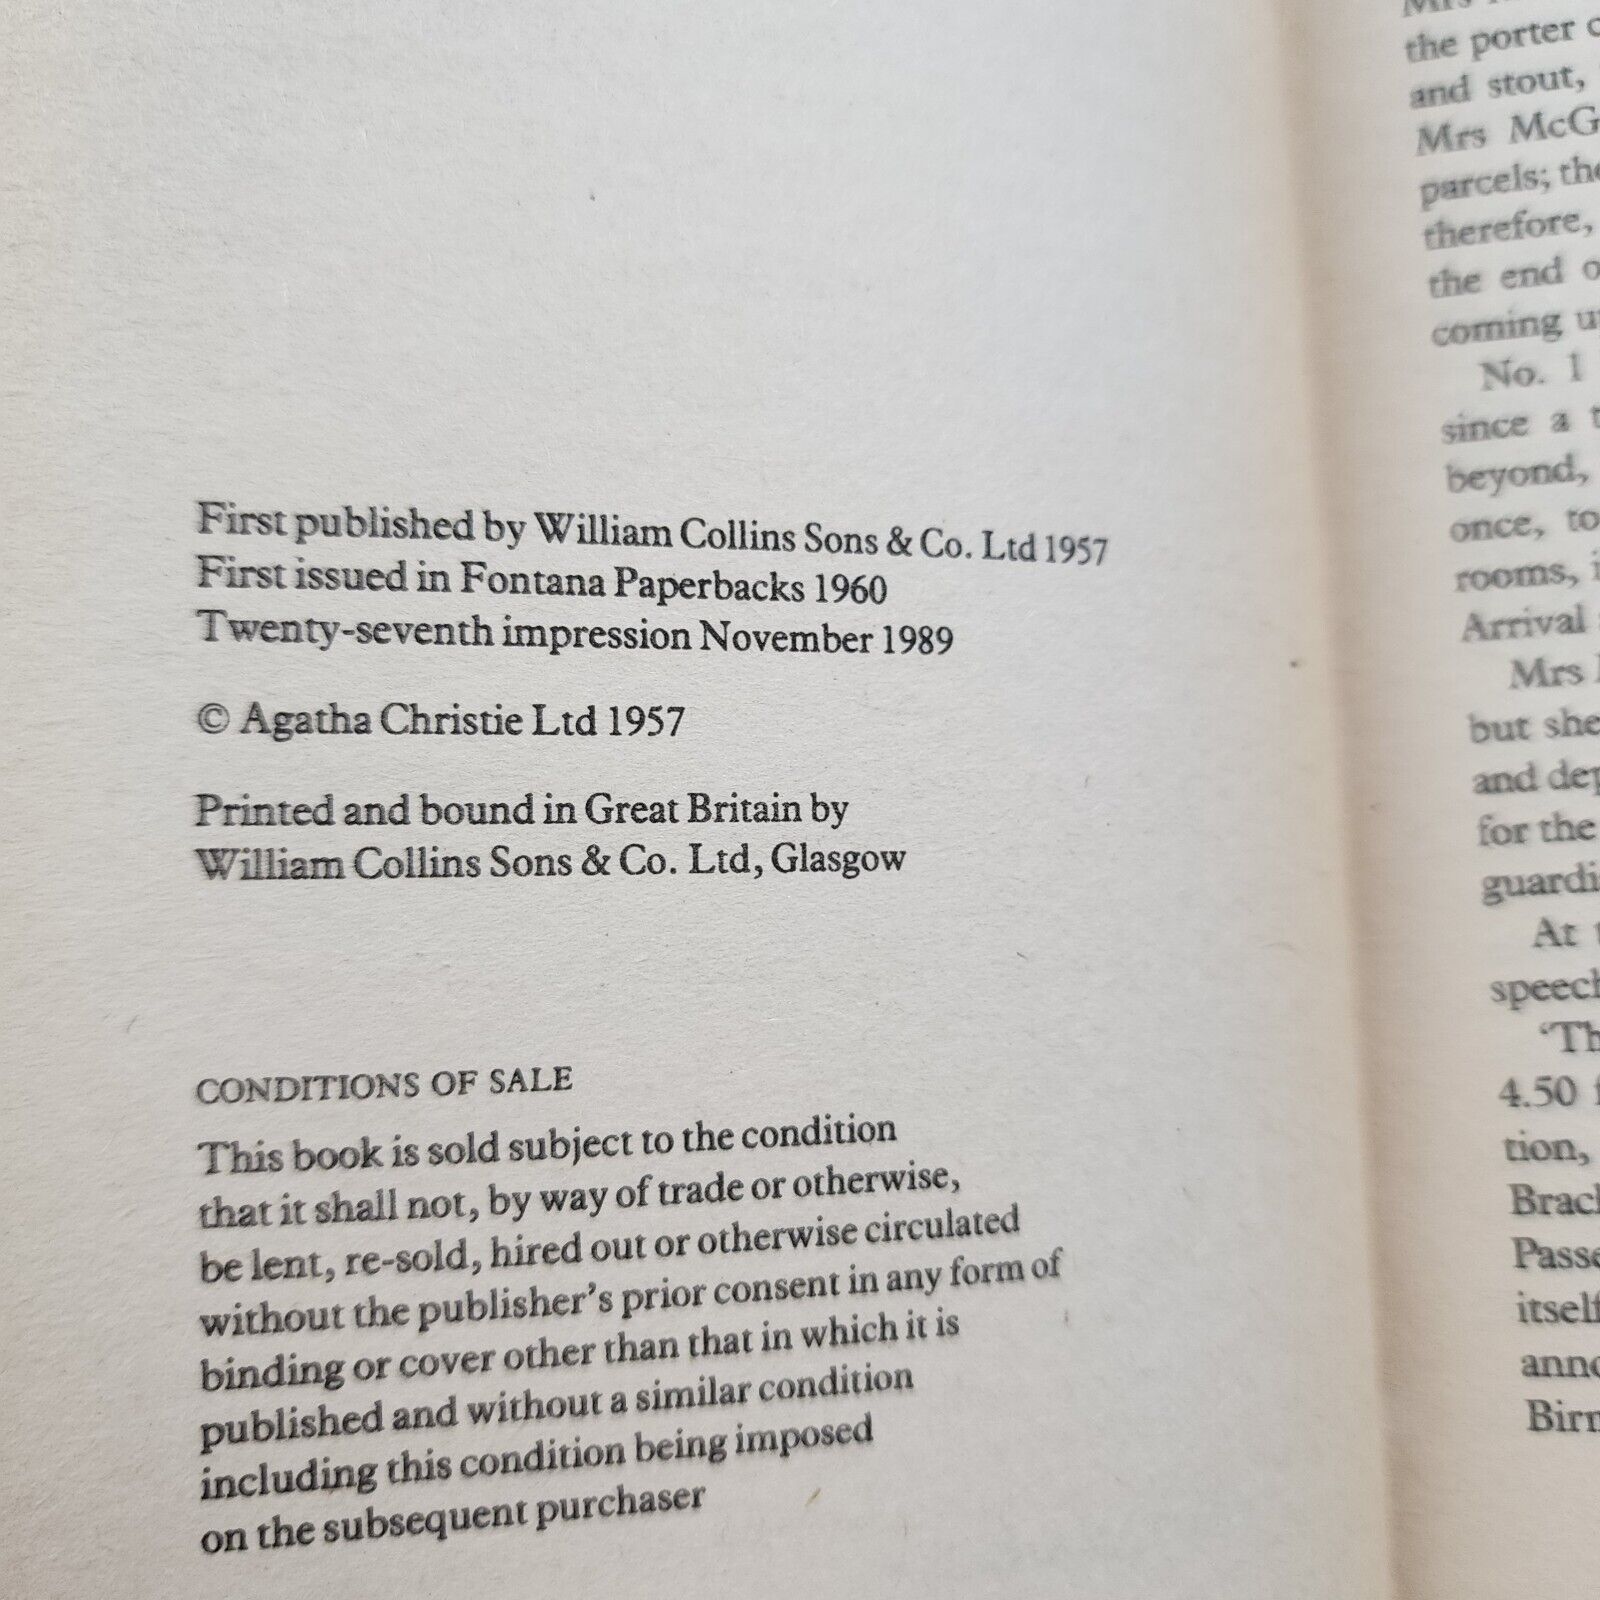 First published by William Collins Sons & Co. Ltd 1957
First issued in Fontana Paperbacks 1960
Twenty-seventh impression November 1989
© Agatha Christie Ltd 1957
Printed and bound in Great Britain by
William Collins Sons & Co. Ltd, Glasgow
CONDITIONS OF SALE
This book is sold subject to the condition
that it shall not, by way of trade or otherwise,
be lent, re-sold, hired out or otherwise circulated
without the publisher's prior consent in any form of
binding or cover other than that in which it is
published and without a similar condition
including this condition being imposed
on the subsequent purchaser
Mrs
the porter
and stout,
Mrs McG
parcels; the
therefore,
the end
coming
No. 1
since a
beyond,
once, to
rooms,
Arrival
Mrs
but she
and dep
for the
guardi
At
speech
'Th
4.50
tion,
Brac
Passe
itself
anno
Birm